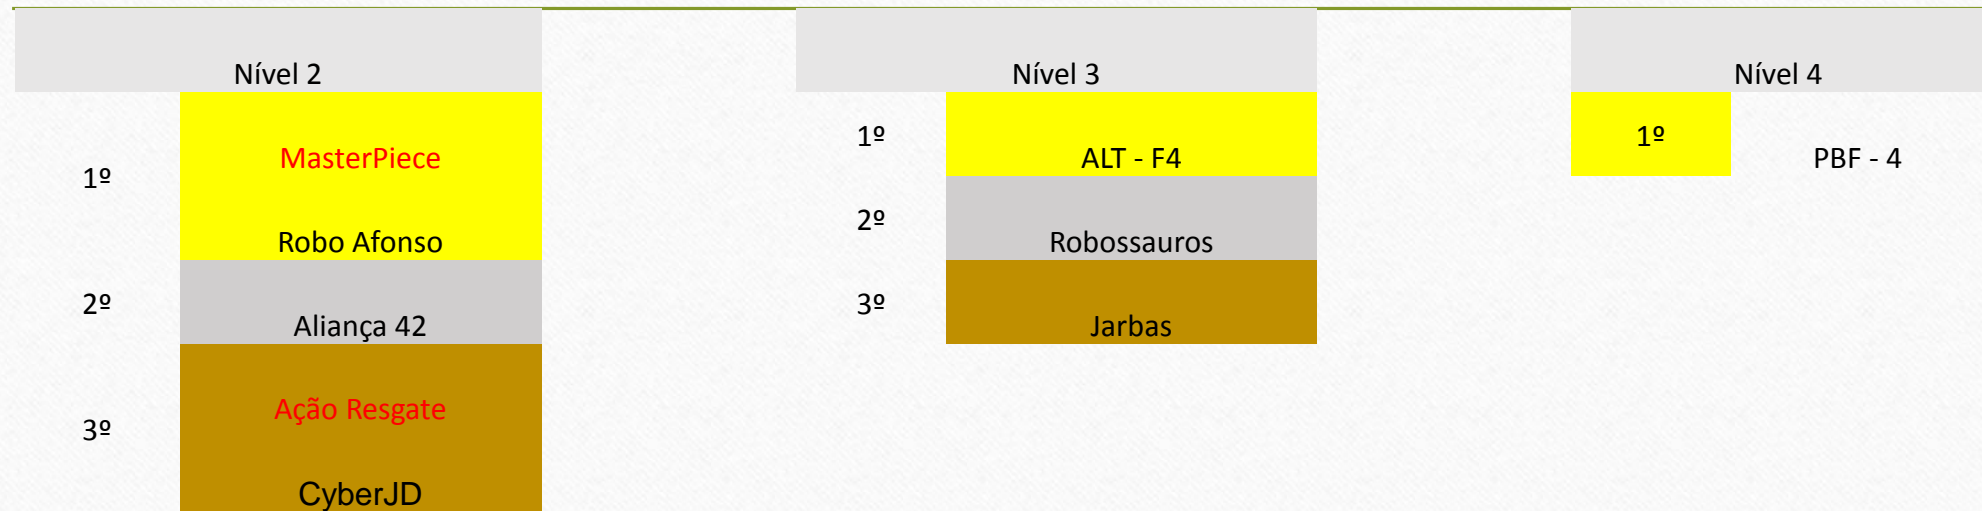 Nível 2
1º
MasterPiece
Robo Afonso
2º
Aliança 42
3º
Ação Resgate
CyberJD
Nível 3
1º
ALT - F4
2º
Robossauros
3º
Jarbas
Nível 4
1º
PBF - 4